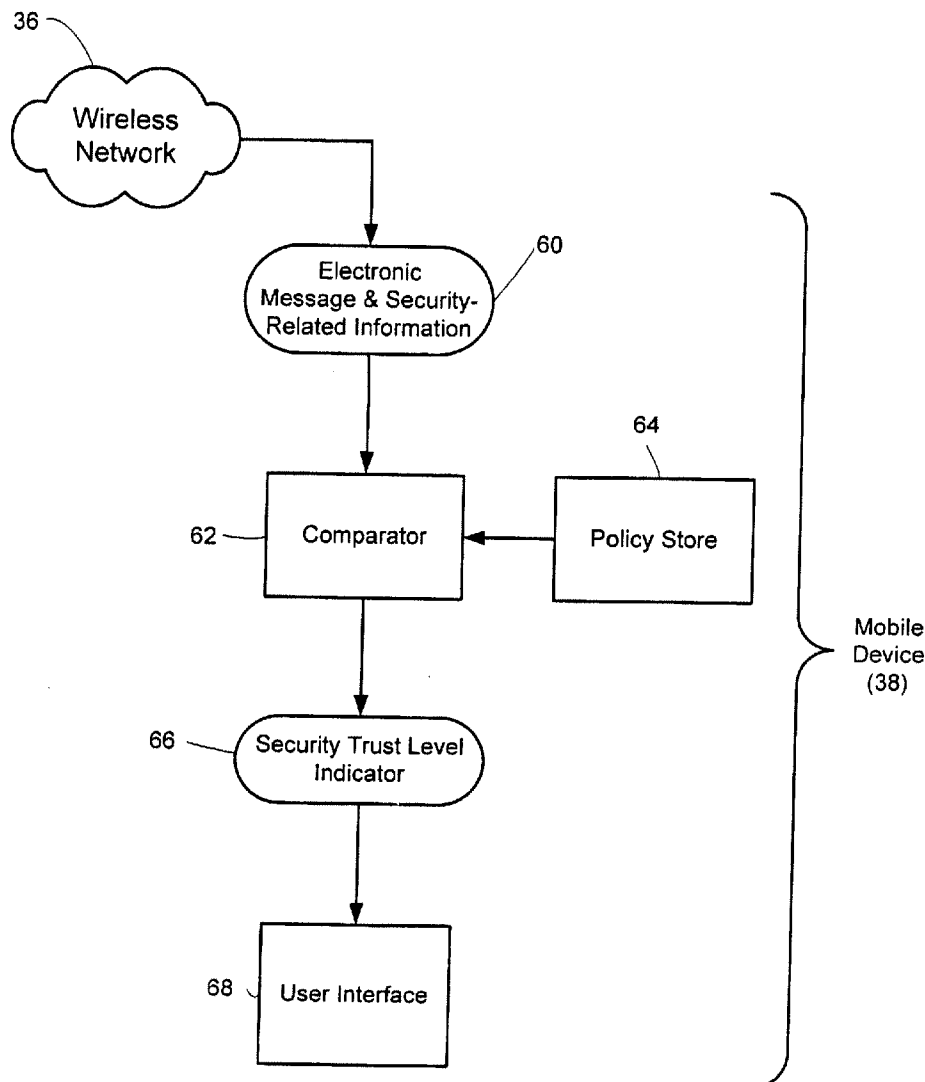 36
Wireless
Network
60
Electronic
Message & Security-
Related Information
64
62
Comparator
Policy Store
Mobile
Device
(38)
66
Security Trust Level
Indicator
68
User Interface